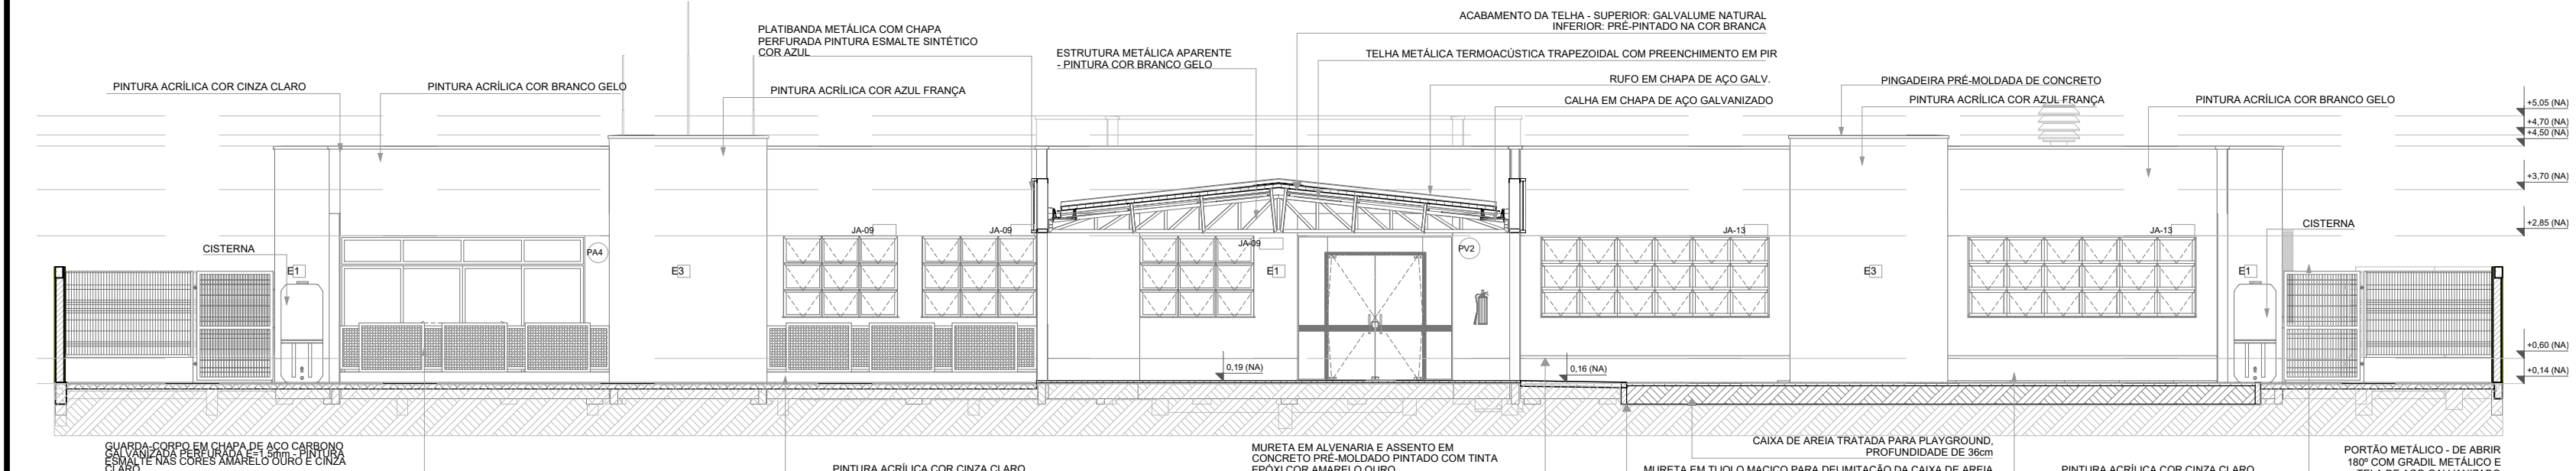 ACABAMENTO DA TELHA - SUPERIOR: GALVALUME NATURAL
INFERIOR: PRÉ-PINTADO NA COR BRANCA
PLATIBANDA METÁLICA COM CHAPA
PERFURADA PINTURA ESMALTE SINTÉTICO
COR AZUL
ESTRUTURA METÁLICA APARENTE
- PINTURA COR BRANCO GELO
TELHA METÁLICA TERMOACÚSTICA TRAPEZOIDAL COM PREENCHIMENTO EM PIR
RUFO EM CHAPA DE AÇO GALV.
CALHA EM CHAPA DE AÇO GALVANIZADO
PINGADEIRA PRÉ-MOLDADA DE CONCRETO
PINTURA ACRÍLICA COR CINZA CLARO
PINTURA ACRÍLICA COR BRANCO GELO
PINTURA ACRÍLICA COR AZUL FRANÇA
PINTURA ACRÍLICA COR AZUL FRANÇA
PINTURA ACRÍLICA COR BRANCO GELO
+5,05 (NA)
+4,70 (NA)
+4,50 (NA)
+3,70 (NA)
+2,85 (NA)
CISTERNA
JA-09
JA-09
JA-09
JA-13
JA-13
CISTERNA
PA4
PV2
E1
E3
E1
E3
E1
+0,60 (NA)
+0,14 (NA)
0,19 (NA)
0,16 (NA)
GUARDA-CORPO EM CHAPA DE AÇO CARBONO
GALVANIZADA PERFURADA E=1,5mm - PINTURA
ESMALTE NAS CORES AMARELO OURO E CINZA
CLARO
PINTURA ACRÍLICA COR CINZA CLARO
MURETA EM ALVENARIA E ASSENTO EM
CONCRETO PRÉ-MOLDADO PINTADO COM TINTA
EPÓXI COR AMARELO OURO
CAIXA DE AREIA TRATADA PARA PLAYGROUND,
PROFUNDIDADE DE 36cm
MURETA EM TIJOLO MACIÇO PARA DELIMITAÇÃO DA CAIXA DE AREIA
PINTURA ACRÍLICA COR CINZA CLARO
PORTÃO METÁLICO - DE ABRIR
180º COM GRADIL METÁLICO E
TELA DE AÇO GALVANIZADO